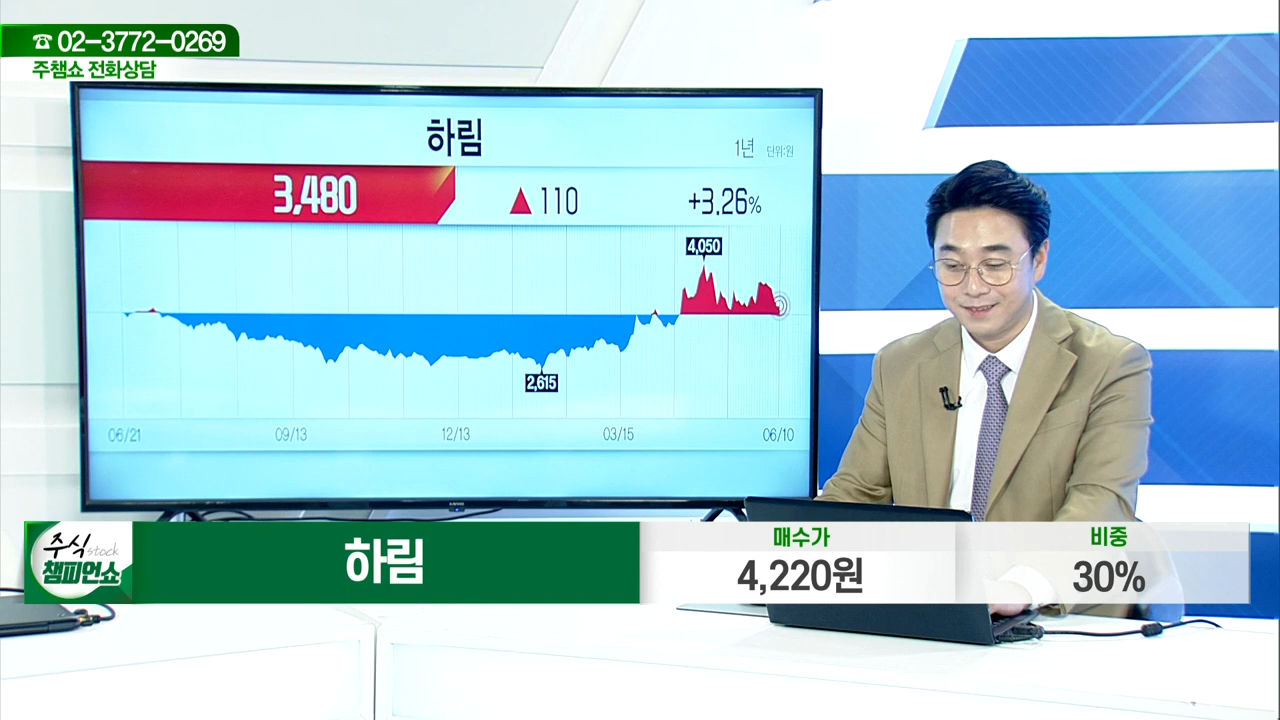 ☎ 02-3772-0269
주챔쇼 전화상담
하림
1년 단위:원
3,480 ▲110 +3.26%
4,050
2,615
06/21 09/13 12/13 03/15 06/10
주식 stock
챔피언쇼
하림
매수가 비중
4,220원 30%